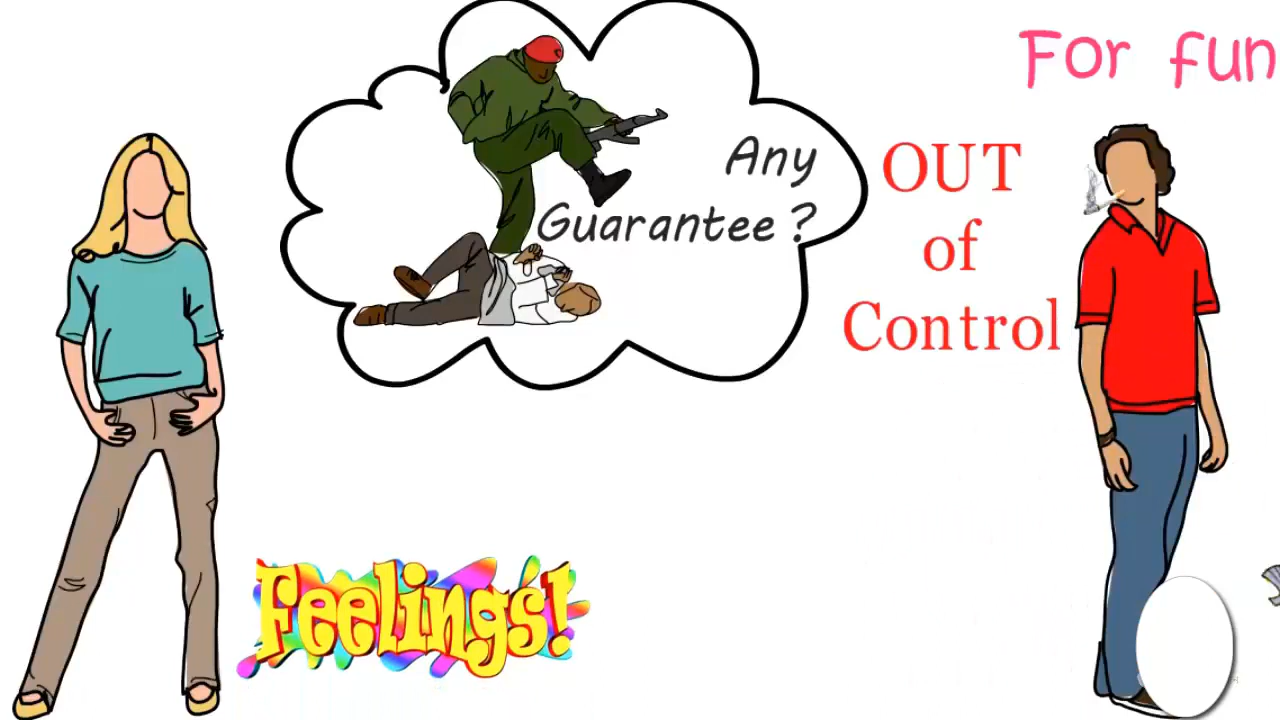 For fun
Any
Guarantee?
OUT
of
Control
Feelings!